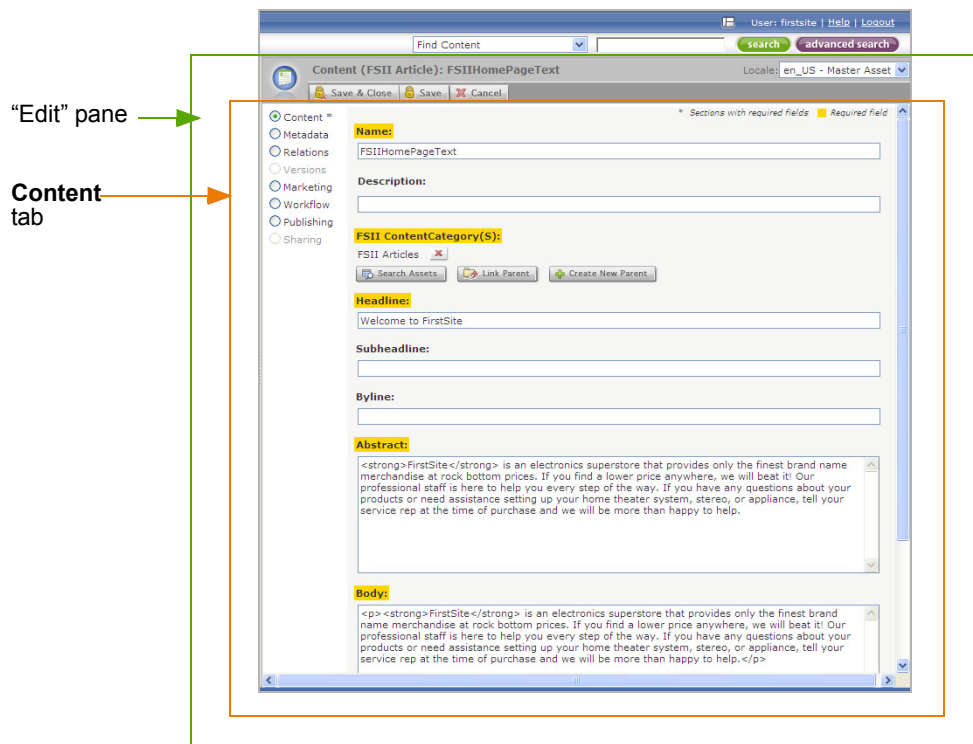 User: firstsite | Help | Logout
Find Content
search
advanced search
Content (FSII Article): FSIIHomePageText
Locale: en_US - Master Asset
Save & Close
Save
Cancel
"Edit" pane
Content
tab
Content *
Metadata
Relations
Versions
Marketing
Workflow
Publishing
Sharing
* Sections with required fields
Required field
Name:
FSIIHomePageText
Description:
FSII ContentCategory(S):
FSII Articles
Search Assets
Link Parent
Create New Parent
Headline:
Welcome to FirstSite
Subheadline:
Byline:
Abstract:
<strong>FirstSite</strong> is an electronics superstore that provides only the finest brand name
merchandise at rock bottom prices. If you find a lower price anywhere, we will beat it! Our
professional staff is here to help you every step of the way. If you have any questions about your
products or need assistance setting up your home theater system, stereo, or appliance, tell your
service rep at the time of purchase and we will be more than happy to help.
Body:
<p><strong>FirstSite</strong> is an electronics superstore that provides only the finest brand
name merchandise at rock bottom prices. If you find a lower price anywhere, we will beat it! Our
professional staff is here to help you every step of the way. If you have any questions about your
products or need assistance setting up your home theater system, stereo, or appliance, tell your
service rep at the time of purchase and we will be more than happy to help.</p>